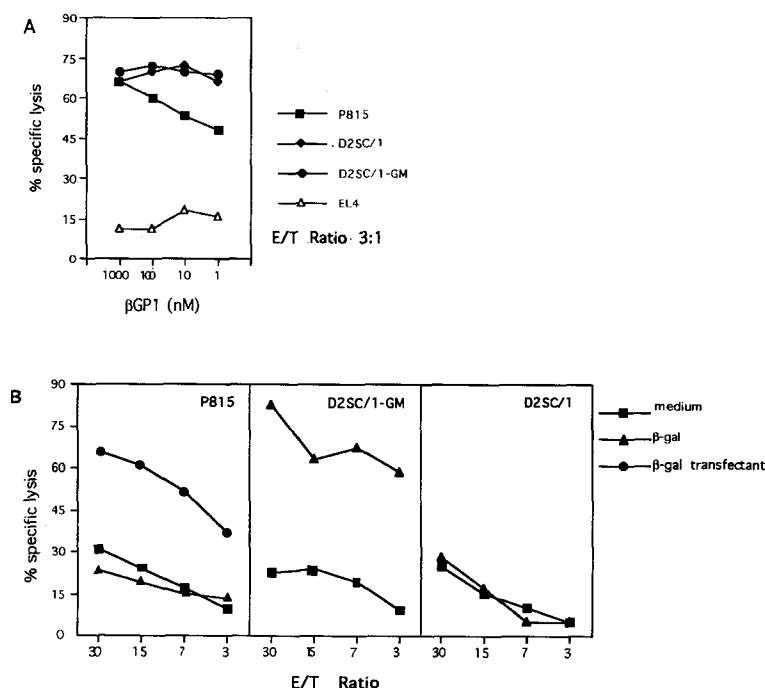 A
90
75
60
45
30
15
0
% specific lysis
1000 100 10 1
βGP1 (nM)
P815
. D2SC/1
D2SC/1-GM
EL4
E/T Ratio 3:1
B
90
75
60
45
30
15
0
% specific lysis
P815
D2SC/1-GM
D2SC/1
30 15 7 3
30 15 7 3
30 15 7 3
E/T Ratio
medium
β-gal
β-gal transfectant